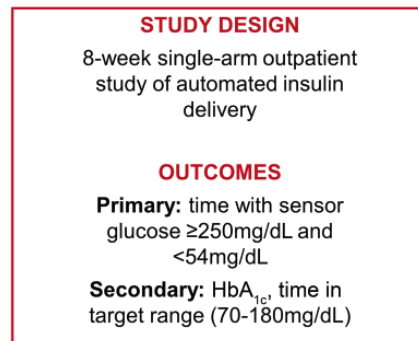 STUDY DESIGN
8-week single-arm outpatient
study of automated insulin
delivery
OUTCOMES
Primary: time with sensor
glucose ≥250mg/dL and
<54mg/dL
Secondary: HbA1c, time in
target range (70-180mg/dL)